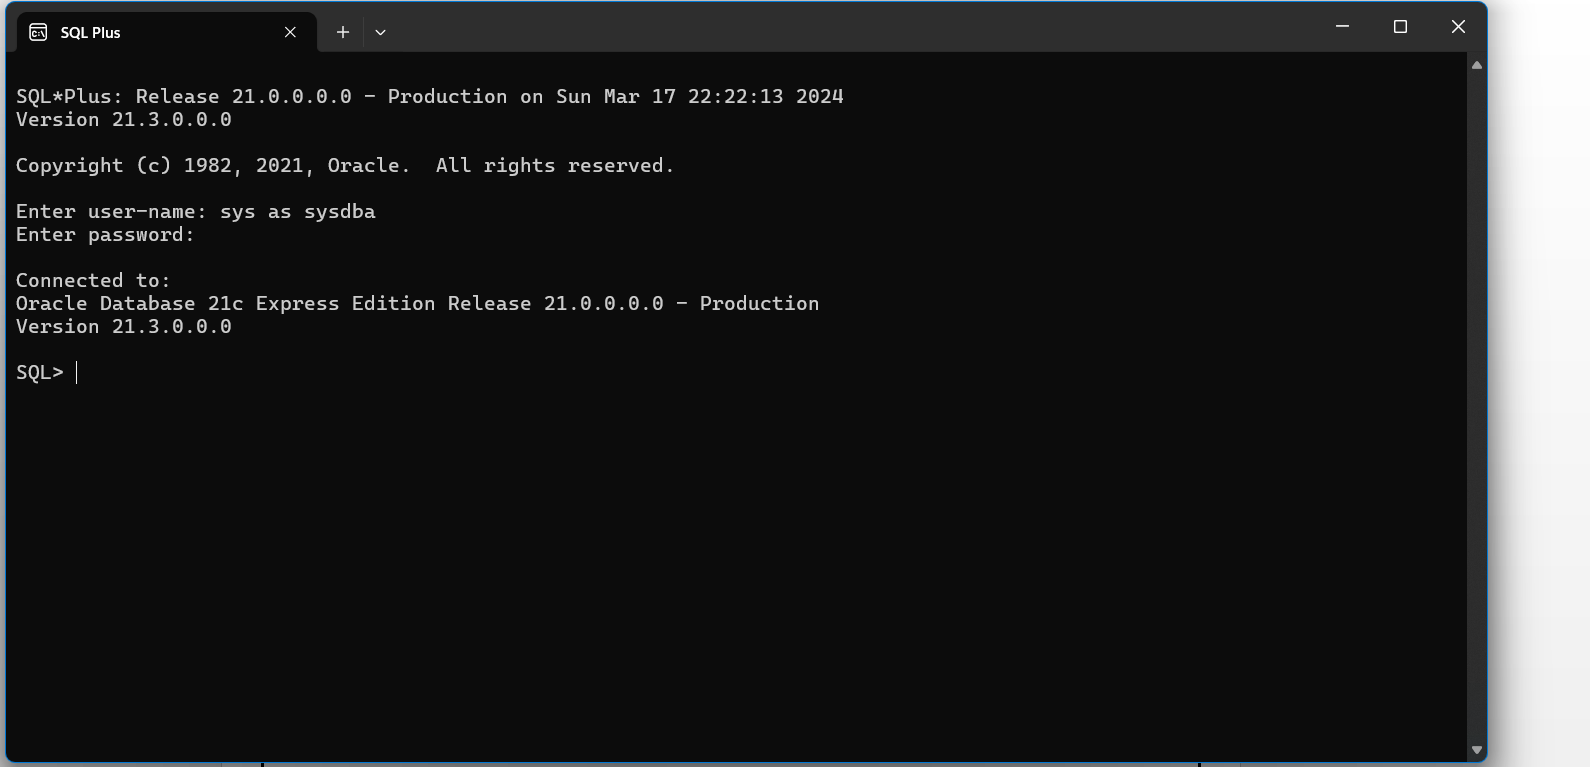 SQL Plus
SQL*Plus: Release 21.0.0.0.0 - Production on Sun Mar 17 22:22:13 2024
Version 21.3.0.0.0
Copyright (c) 1982, 2021, Oracle.  All rights reserved.
Enter user-name: sys as sysdba
Enter password:
Connected to:
Oracle Database 21c Express Edition Release 21.0.0.0.0 - Production
Version 21.3.0.0.0
SQL>